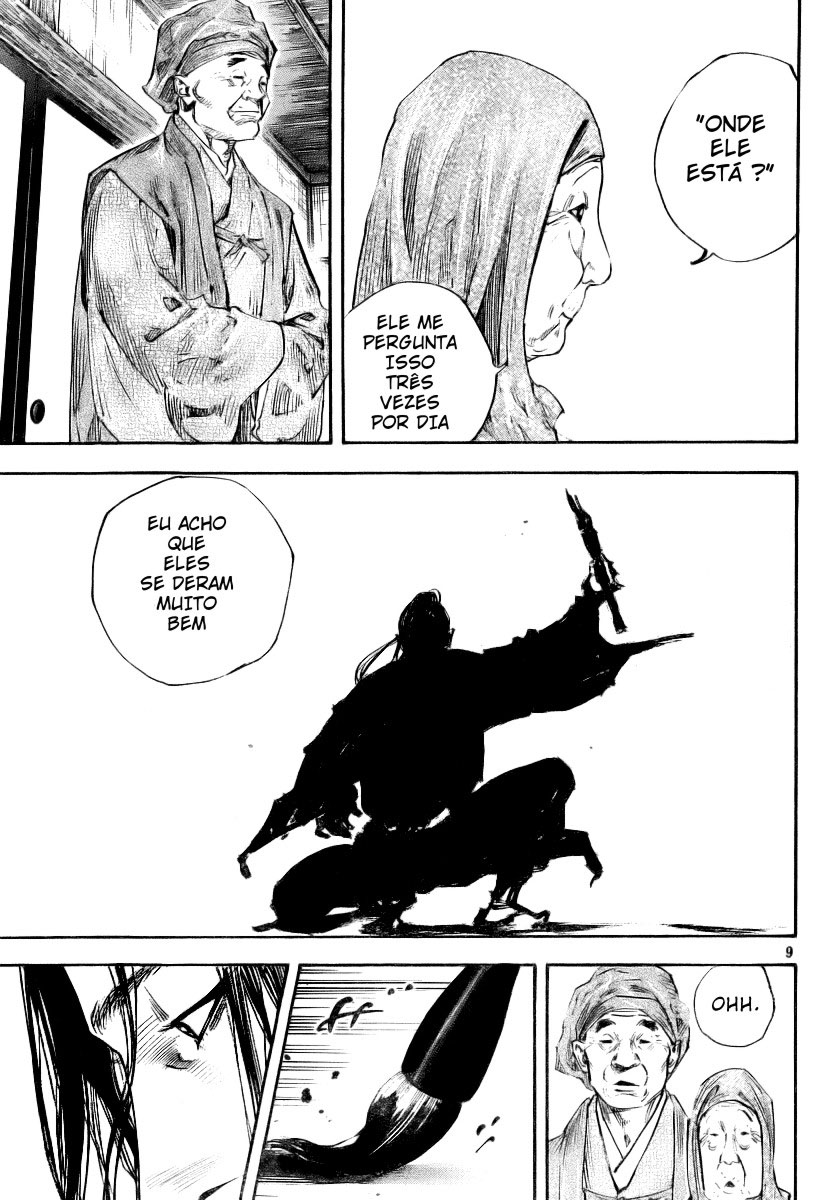 "ONDE
ELE
ESTÁ ?"
ELE ME
PERGUNTA
ISSO
TRÊS
VEZES
POR DIA
EU ACHO
QUE
ELES
SE DERAM
MUITO
BEM
9
OHH.